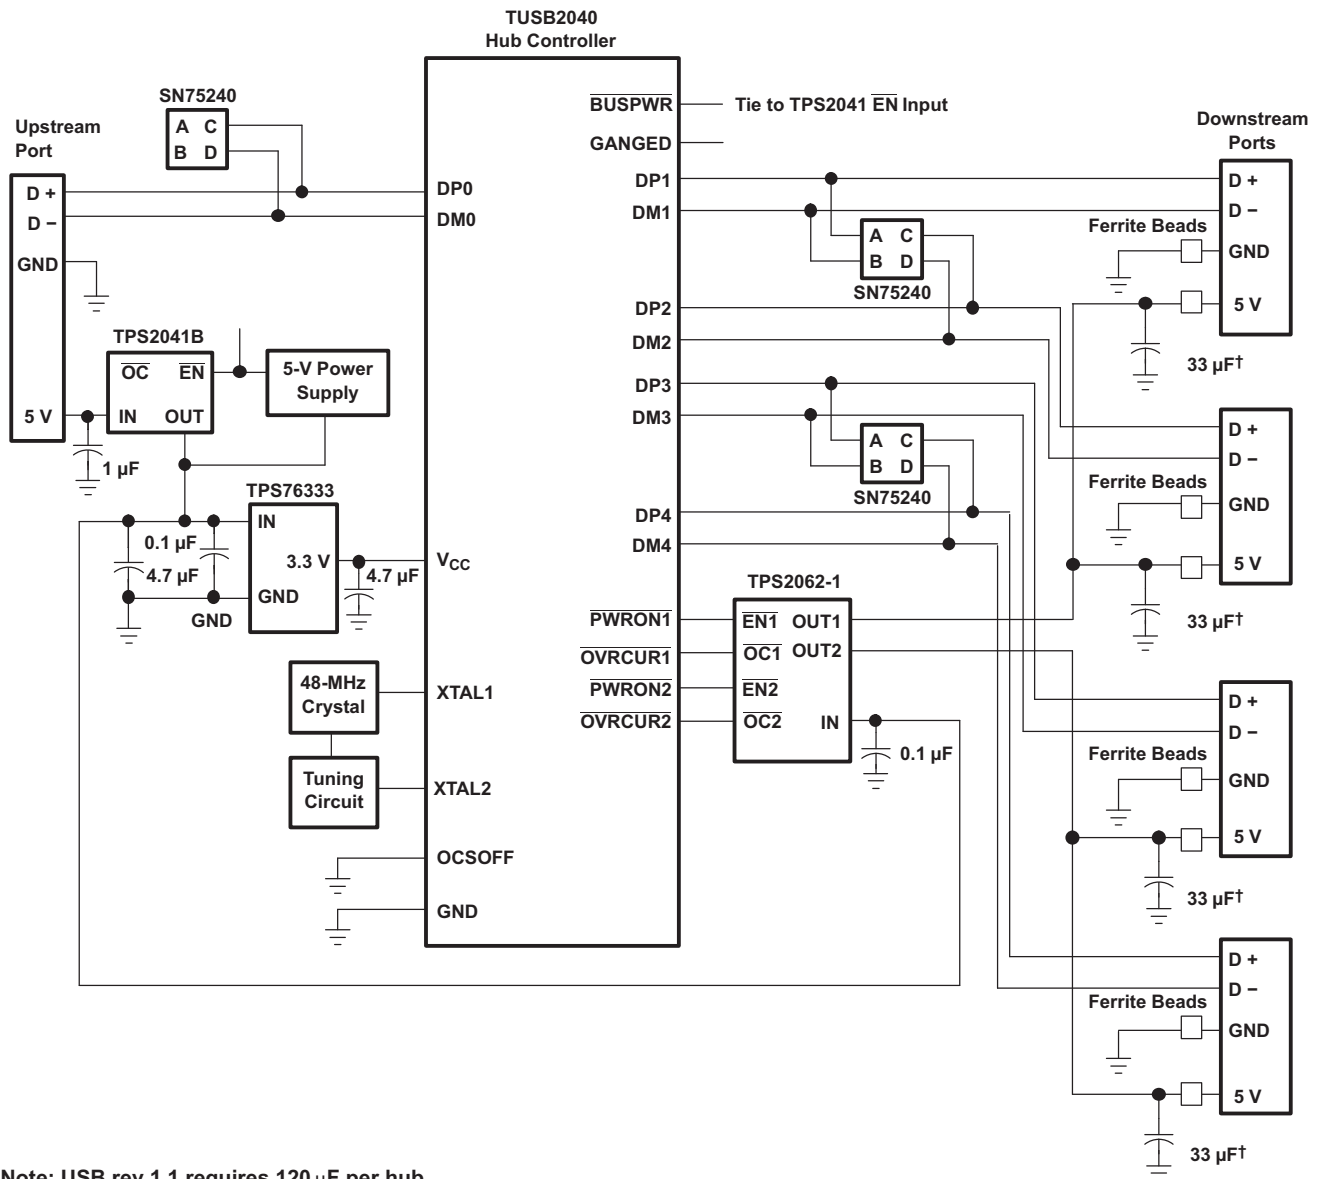 TUSB2040
Hub Controller
SN75240
A C
B D
Upstream
Port
D +
D −
GND
5 V
TPS2041B
OC EN
IN OUT
5-V Power
Supply
1 µF
TPS76333
IN
3.3 V
GND
0.1 µF
4.7 µF
GND
4.7 µF
48-MHz
Crystal
Tuning
Circuit
DP0
DM0
VCC
XTAL1
XTAL2
OCSOFF
GND
BUSPWR
GANGED
DP1
DM1
DP2
DM2
DP3
DM3
DP4
DM4
PWRON1
OVRCUR1
PWRON2
OVRCUR2
Tie to TPS2041 EN Input
A C
B D
SN75240
A C
B D
SN75240
TPS2062-1
EN1 OUT1
OC1 OUT2
EN2
OC2 IN
0.1 µF
Downstream
Ports
D +
D −
Ferrite Beads
GND
5 V
33 µF†
D +
D −
Ferrite Beads
GND
5 V
33 µF†
D +
D −
Ferrite Beads
GND
5 V
33 µF†
D +
D −
Ferrite Beads
GND
5 V
33 µF†
Note: USB rev 1.1 requires 120 µF per hub.